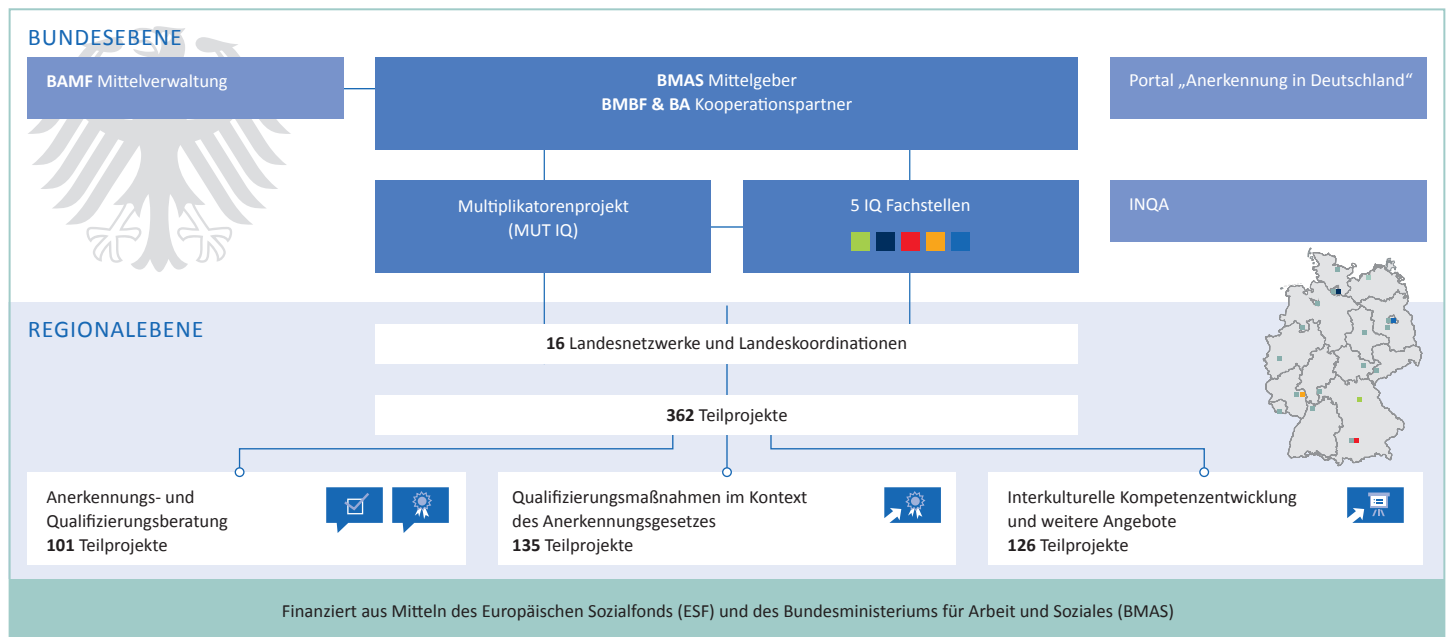 BUNDESEBENE
BAMF Mittelverwaltung
BMAS Mittelgeber
BMBF & BA Kooperationspartner
Portal „Anerkennung in Deutschland“
Multiplikatorenprojekt
(MUT IQ)
5 IQ Fachstellen
INQA
REGIONALEBENE
16 Landesnetzwerke und Landeskoordinationen
362 Teilprojekte
Anerkennungs- und
Qualifizierungsberatung
101 Teilprojekte
Qualifizierungsmaßnahmen im Kontext
des Anerkennungsgesetzes
135 Teilprojekte
Interkulturelle Kompetenzentwicklung
und weitere Angebote
126 Teilprojekte
Finanziert aus Mitteln des Europäischen Sozialfonds (ESF) und des Bundesministeriums für Arbeit und Soziales (BMAS)